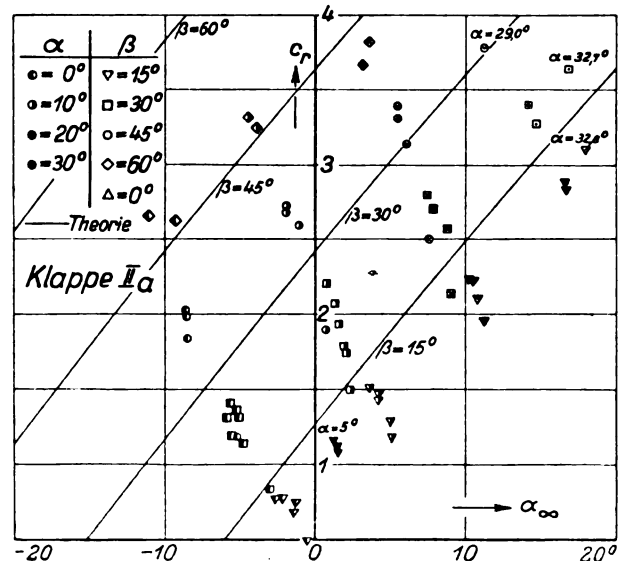 4
β=60°
c_r
α=29,0°
α=32,7°
α=32,8°
α β
= 0° = 15°
= 10° = 30°
= 20° = 45°
= 30° = 60°
= 0°
Theorie
3
β=45°
β=30°
Klappe II a
2
β=15°
α=5°
1
α∞
-20 -10 0 10 20°